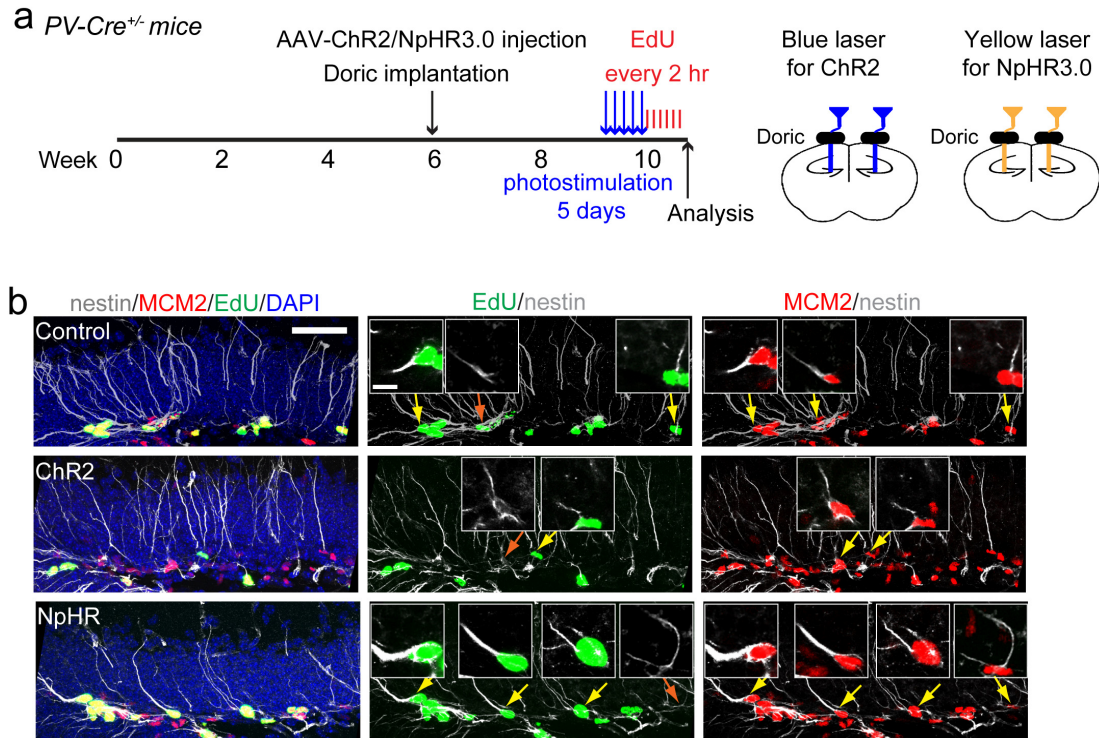 a PV-Cre+/- mice
AAV-ChR2/NpHR3.0 injection
Doric implantation
EdU
every 2 hr
Week 0 2 4 6 8 10
photostimulation
5 days
Analysis
Blue laser
for ChR2
Doric
Yellow laser
for NpHR3.0
Doric
b
nestin/MCM2/EdU/DAPI
EdU/nestin
MCM2/nestin
Control
ChR2
NpHR